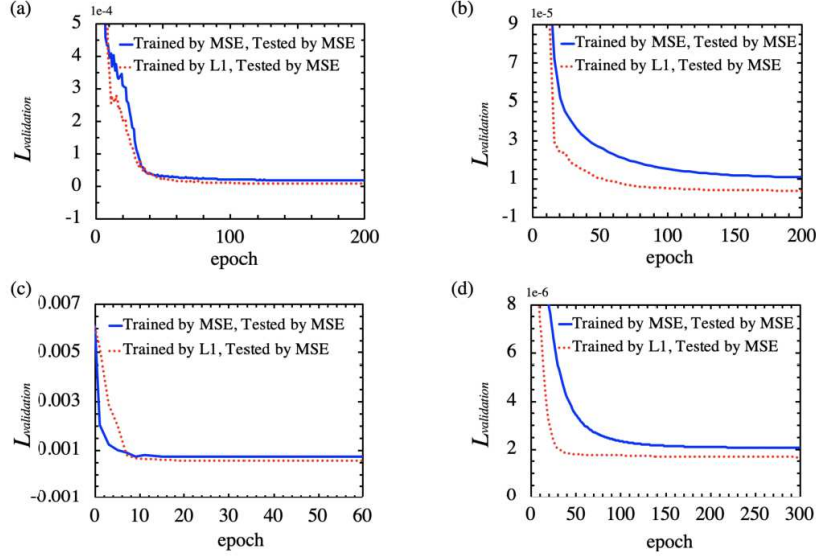 (a)
5e-4
5
4
3
2
1
0
-1
Trained by MSE, Tested by MSE
Trained by L1, Tested by MSE
Lvalidation
0
100
200
epoch
(b)
1e-5
9
7
5
3
1
-1
Trained by MSE, Tested by MSE
Trained by L1, Tested by MSE
Lvalidation
0
50
100
150
200
epoch
(c)
0.007
0.005
0.003
0.001
-0.001
Trained by MSE, Tested by MSE
Trained by L1, Tested by MSE
Lvalidation
0
10
20
30
40
50
60
epoch
(d)
1e-6
8
6
4
2
0
Trained by MSE, Tested by MSE
Trained by L1, Tested by MSE
Lvalidation
0
50
100
150
200
250
300
epoch